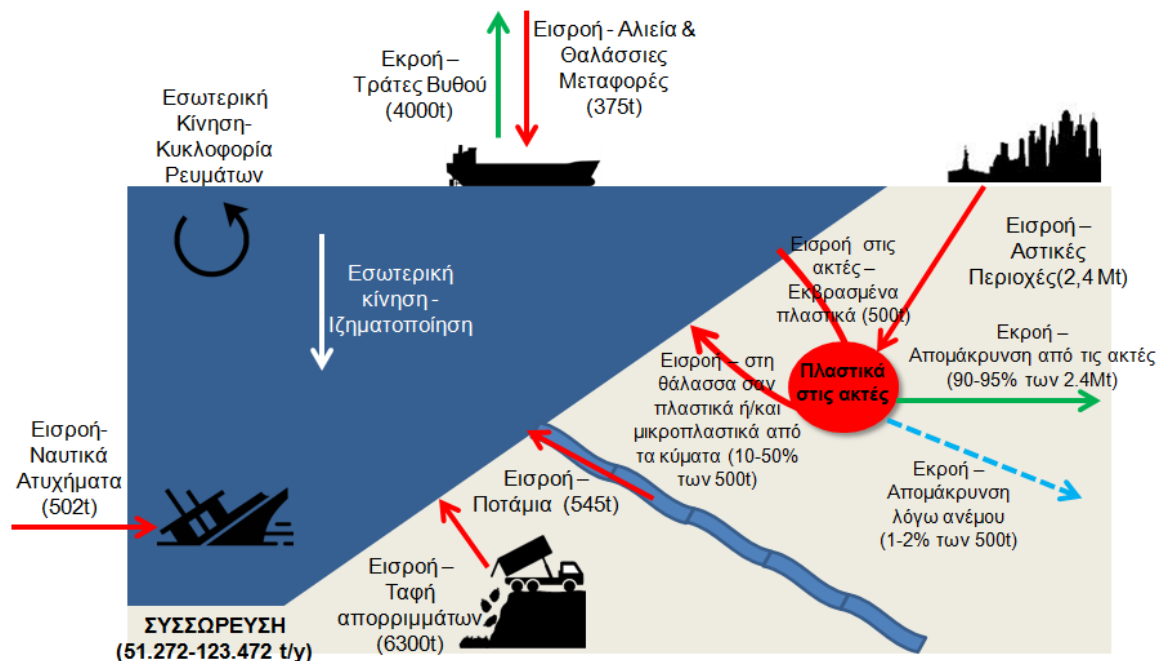 Εκροή –
Τράτες Βυθού
(4000t)
Εισροή - Αλιεία &
Θαλάσσιες
Μεταφορές
(375t)
Εσωτερική
Κίνηση-
Κυκλοφορία
Ρευμάτων
Εσωτερική
κίνηση -
Ιζηματοποίηση
Εισροή στις
ακτές –
Εκβρασμένα
πλαστικά (500t)
Εισροή –
Αστικές
Περιοχές(2,4 Mt)
Εκροή –
Απομάκρυνση από τις ακτές
(90-95% των 2.4Mt)
Πλαστικά
στις ακτές
Εισροή – στη
θάλασσα σαν
πλαστικά ή/και
μικροπλαστικά από
τα κύματα (10-50%
των 500t)
Εισροή-
Ναυτικά
Ατυχήματα
(502t)
Εισροή –
Ποτάμια (545t)
Εκροή –
Απομάκρυνση
λόγω ανέμου
(1-2% των 500t)
Εισροή –
Ταφή
απορριμμάτων
(6300t)
ΣΥΣΣΩΡΕΥΣΗ
(51.272-123.472 t/y)